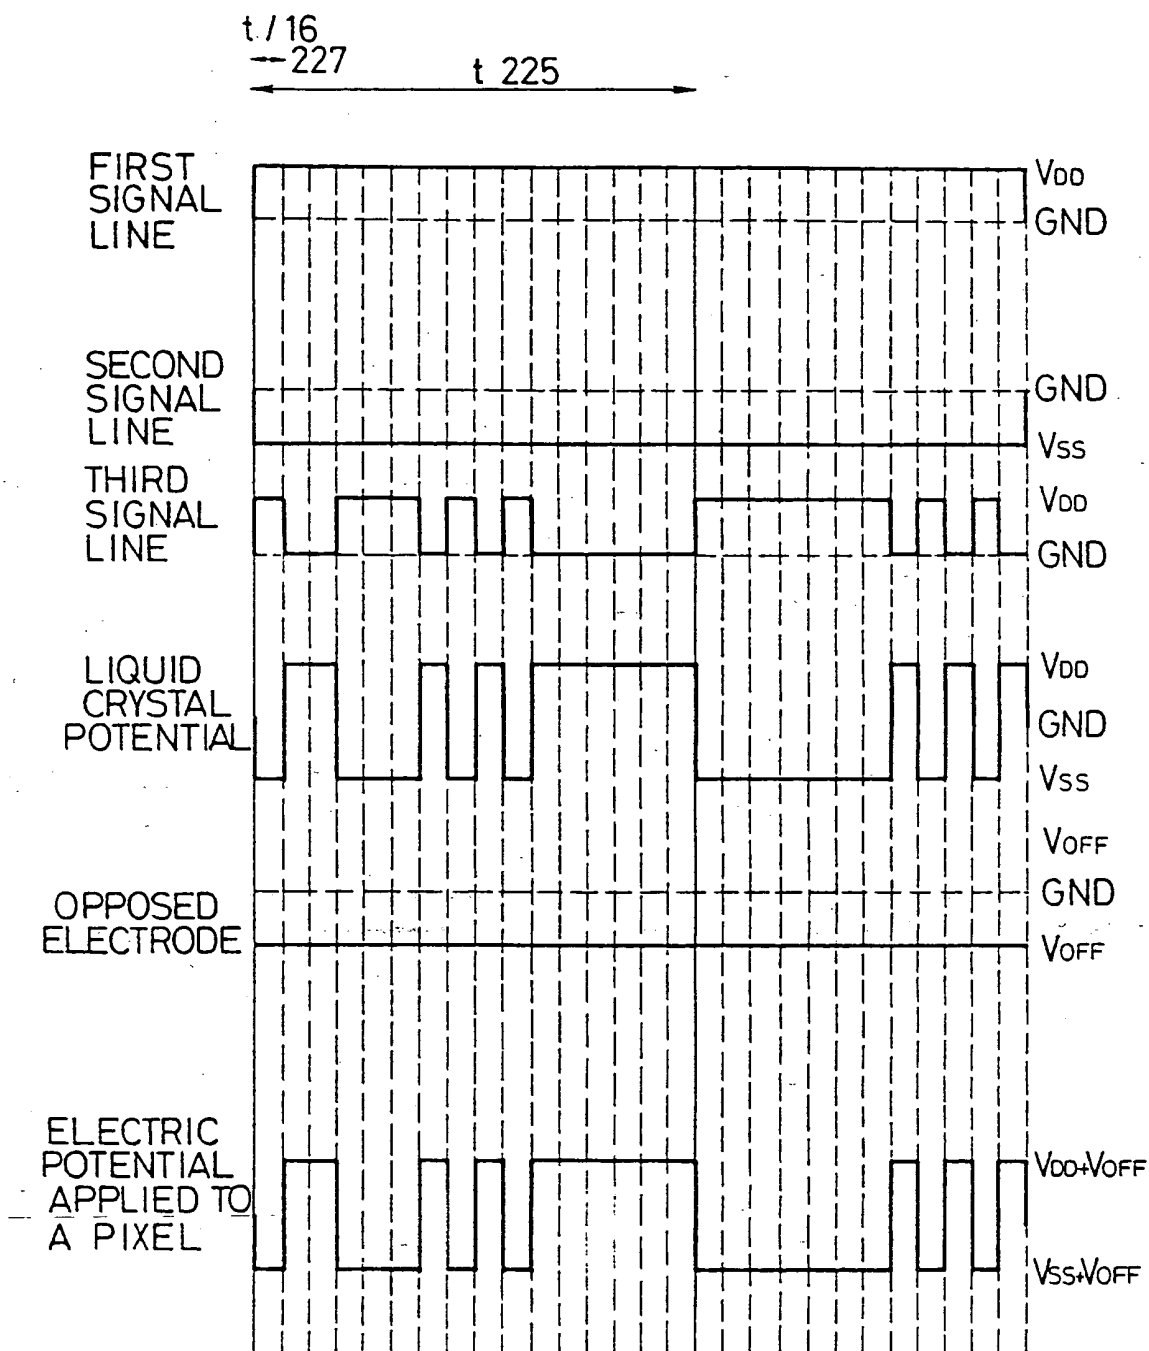 t / 16
227
t 225
FIRST
SIGNAL
LINE
VDD
GND
SECOND
SIGNAL
LINE
GND
VSS
THIRD
SIGNAL
LINE
VDD
GND
LIQUID
CRYSTAL
POTENTIAL
VDD
GND
VSS
VOFF
OPPOSED
ELECTRODE
GND
VOFF
ELECTRIC
POTENTIAL
APPLIED TO
A PIXEL
VDD+VOFF
VSS+VOFF